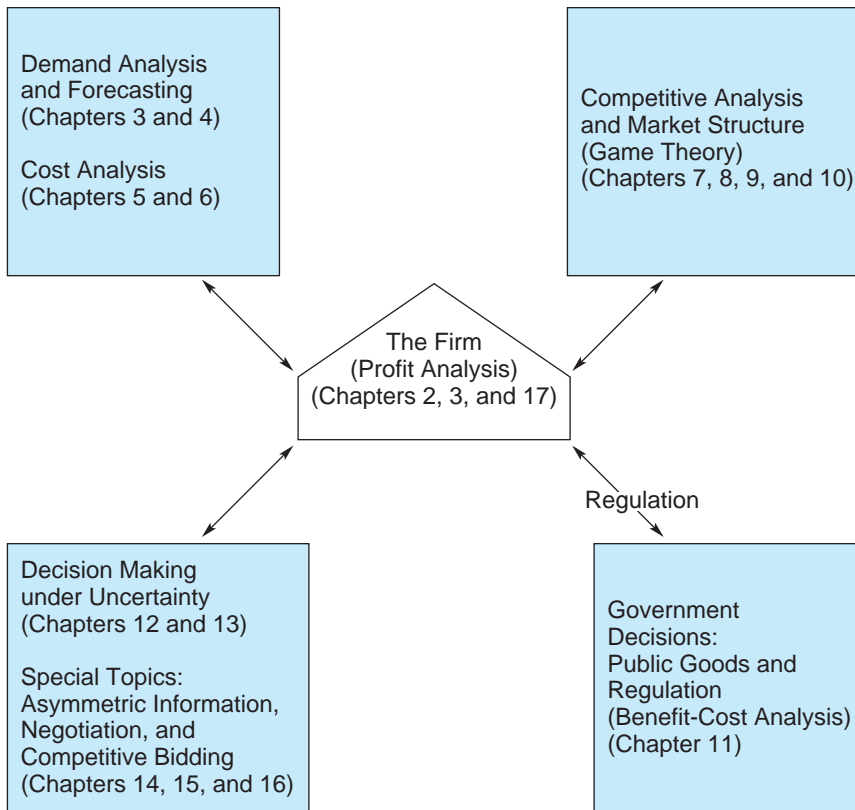 Demand Analysis
and Forecasting
(Chapters 3 and 4)
Cost Analysis
(Chapters 5 and 6)
Competitive Analysis
and Market Structure
(Game Theory)
(Chapters 7, 8, 9, and 10)
The Firm
(Profit Analysis)
(Chapters 2, 3, and 17)
Regulation
Decision Making
under Uncertainty
(Chapters 12 and 13)
Special Topics:
Asymmetric Information,
Negotiation, and
Competitive Bidding
(Chapters 14, 15, and 16)
Government
Decisions:
Public Goods and
Regulation
(Benefit-Cost Analysis)
(Chapter 11)